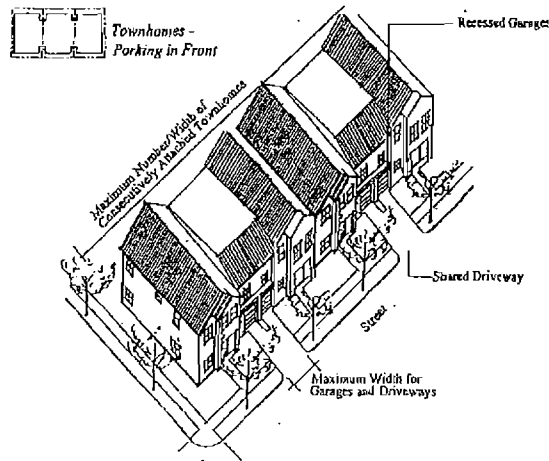 Townhomes -
Parking in Front
Recessed Garages
Maximum Number/Width of
Consecutively Attached Townhomes
Shared Driveway
Street
Maximum Width for
Garages and Driveways